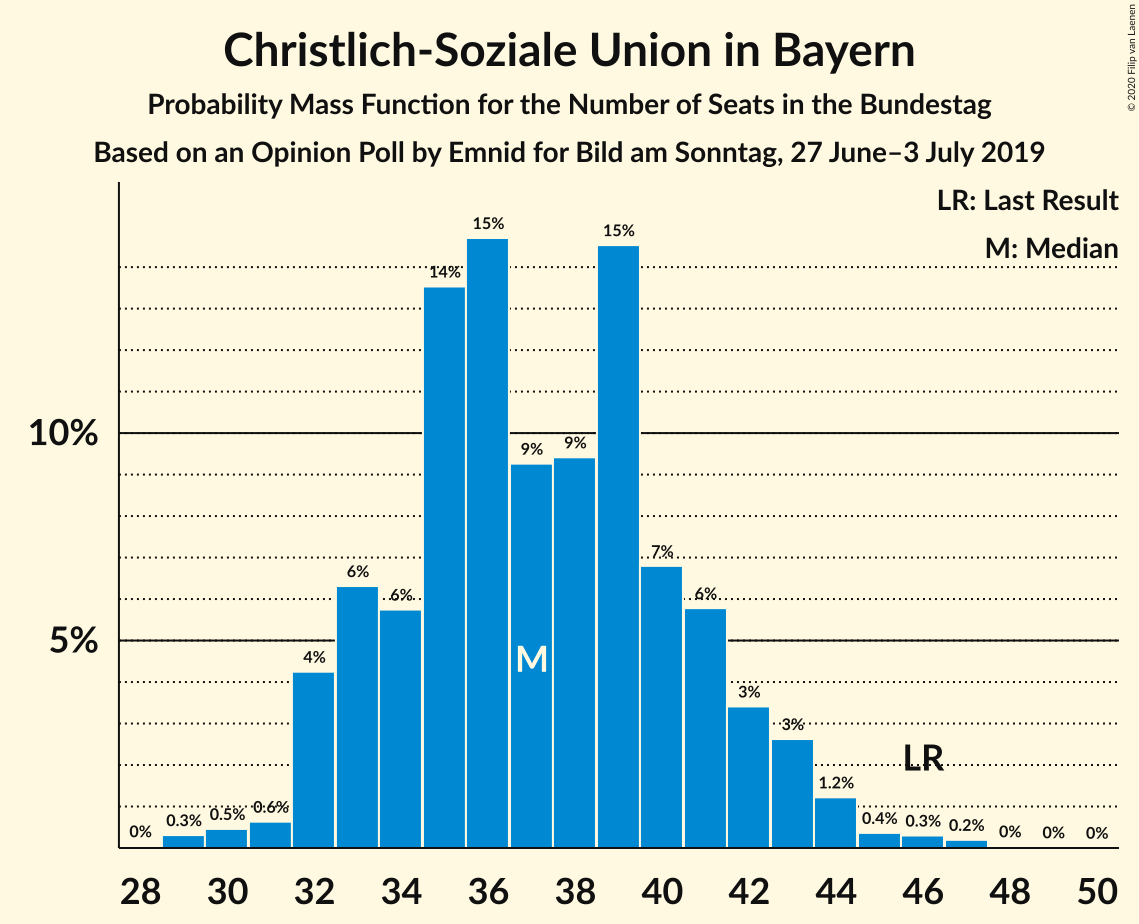 Christlich-Soziale Union in Bayern
Probability Mass Function for the Number of Seats in the Bundestag
Based on an Opinion Poll by Emnid for Bild am Sonntag, 27 June–3 July 2019
© 2020 Filip van Laenen
LR: Last Result
M: Median
10%
5%
0%
0.3%
0.5%
0.6%
4%
6%
6%
14%
15%
9%
9%
15%
7%
6%
3%
3%
1.2%
0.4%
0.3%
0.2%
0%
0%
0%
M
LR
28 30 32 34 36 38 40 42 44 46 48 50